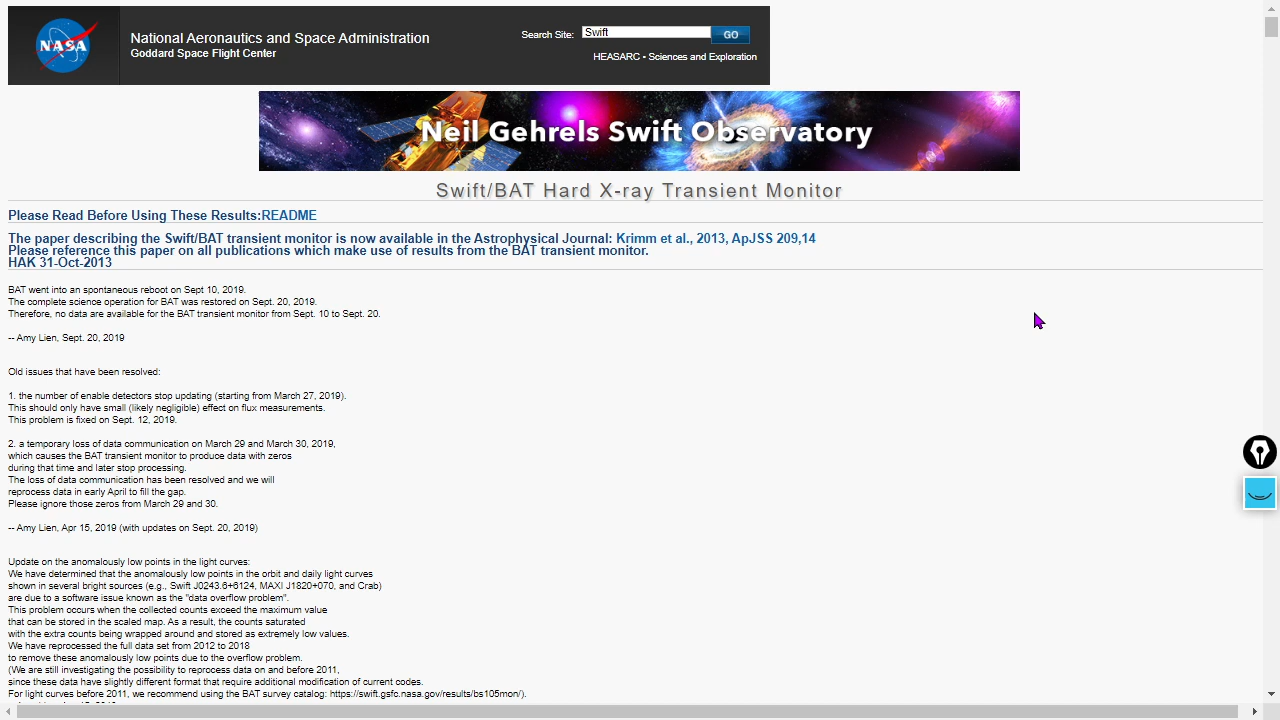 NASA
National Aeronautics and Space Administration
Goddard Space Flight Center
Search Site: Swift GO
HEASARC • Sciences and Exploration
Neil Gehrels Swift Observatory
Swift/BAT Hard X-ray Transient Monitor
Please Read Before Using These Results:README
The paper describing the Swift/BAT transient monitor is now available in the Astrophysical Journal: Krimm et al., 2013, ApJSS 209,14
Please reference this paper on all publications which make use of results from the BAT transient monitor.
HAK 31-Oct-2013
BAT went into an spontaneous reboot on Sept 10, 2019.
The complete science operation for BAT was restored on Sept. 20, 2019.
Therefore, no data are available for the BAT transient monitor from Sept. 10 to Sept. 20.
-- Amy Lien, Sept. 20, 2019
Old issues that have been resolved:
1. the number of enable detectors stop updating (starting from March 27, 2019).
This should only have small (likely negligible) effect on flux measurements.
This problem is fixed on Sept. 12, 2019.
2. a temporary loss of data communication on March 29 and March 30, 2019,
which causes the BAT transient monitor to produce data with zeros
during that time and later stop processing.
The loss of data communication has been resolved and we will
reprocess data in early April to fill the gap.
Please ignore those zeros from March 29 and 30.
-- Amy Lien, Apr 15, 2019 (with updates on Sept. 20, 2019)
Update on the anomalously low points in the light curves:
We have determined that the anomalously low points in the orbit and daily light curves
shown in several bright sources (e.g., Swift J0243.6+6124, MAXI J1820+070, and Crab)
are due to a software issue known as the "data overflow problem".
This problem occurs when the collected counts exceed the maximum value
that can be stored in the scaled map. As a result, the counts saturated
with the extra counts being wrapped around and stored as extremely low values.
We have reprocessed the full data set from 2012 to 2018
to remove these anomalously low points due to the overflow problem.
(We are still investigating the possibility to reprocess data on and before 2011,
since these data have slightly different format that require additional modification of current codes.
For light curves before 2011, we recommend using the BAT survey catalog: https://swift.gsfc.nasa.gov/results/bs105mon/).